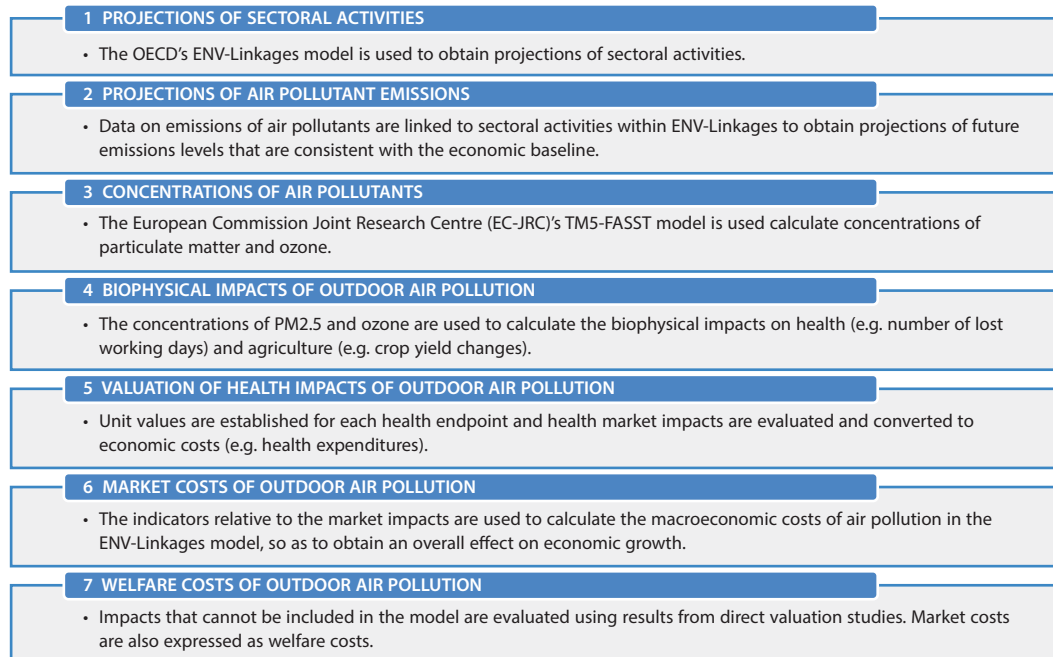 1 PROJECTIONS OF SECTORAL ACTIVITIES
• The OECD's ENV-Linkages model is used to obtain projections of sectoral activities.
2 PROJECTIONS OF AIR POLLUTANT EMISSIONS
• Data on emissions of air pollutants are linked to sectoral activities within ENV-Linkages to obtain projections of future
emissions levels that are consistent with the economic baseline.
3 CONCENTRATIONS OF AIR POLLUTANTS
• The European Commission Joint Research Centre (EC-JRC)'s TM5-FASST model is used calculate concentrations of
particulate matter and ozone.
4 BIOPHYSICAL IMPACTS OF OUTDOOR AIR POLLUTION
• The concentrations of PM2.5 and ozone are used to calculate the biophysical impacts on health (e.g. number of lost
working days) and agriculture (e.g. crop yield changes).
5 VALUATION OF HEALTH IMPACTS OF OUTDOOR AIR POLLUTION
• Unit values are established for each health endpoint and health market impacts are evaluated and converted to
economic costs (e.g. health expenditures).
6 MARKET COSTS OF OUTDOOR AIR POLLUTION
• The indicators relative to the market impacts are used to calculate the macroeconomic costs of air pollution in the
ENV-Linkages model, so as to obtain an overall effect on economic growth.
7 WELFARE COSTS OF OUTDOOR AIR POLLUTION
• Impacts that cannot be included in the model are evaluated using results from direct valuation studies. Market costs
are also expressed as welfare costs.